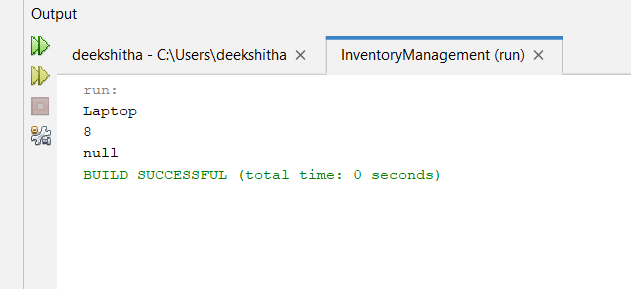 Output
deekshitha - C:\Users\deekshitha × InventoryManagement (run) ×
run:
Laptop
8
null
BUILD SUCCESSFUL (total time: 0 seconds)